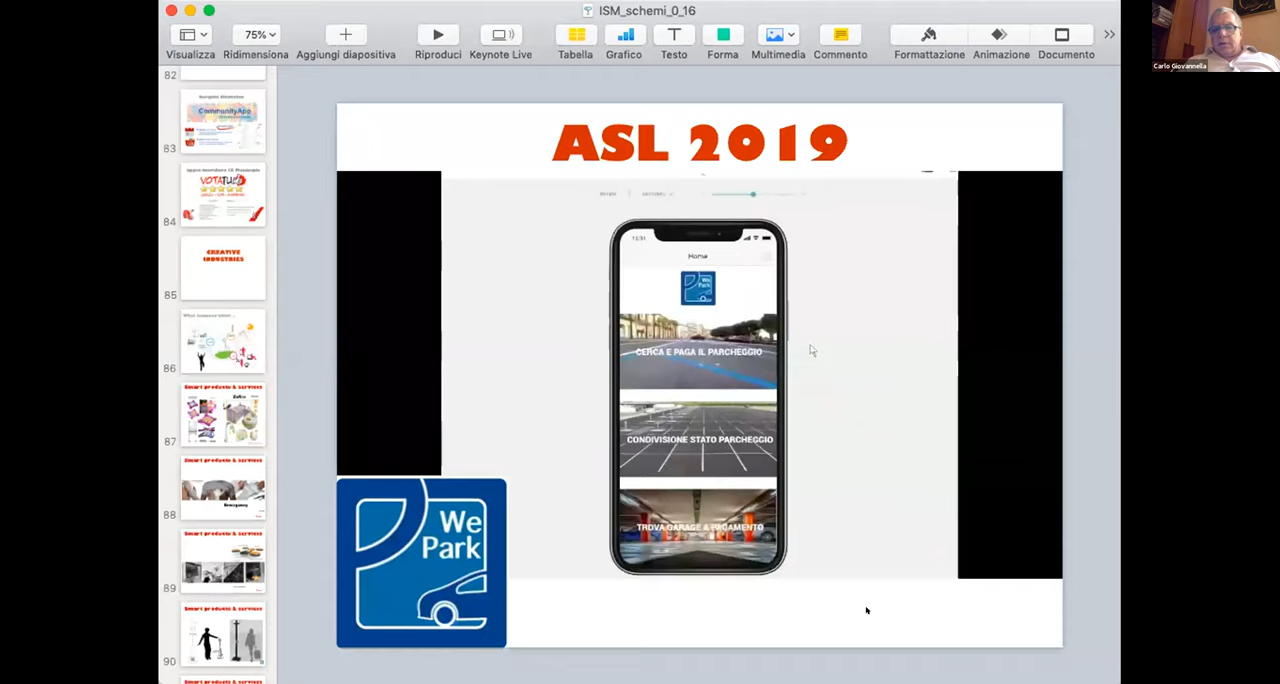 ISM_schemi_0_16
75%
Visualizza Ridimensiona Aggiungi diapositiva Riproduci Keynote Live Tabella Grafico Testo Forma Multimedia Commento Formattazione Animazione Documento
Carlo Giovannella
82
CommunityApp
83
VOTATU
84
CREATIVE
INDUSTRIES
85
86
Smart products & services
87
Smart products & services
Emergency
88
Smart products & services
89
Smart products & services
90
ASL 2019
Home
We
Park
CERCA E PAGA IL PARCHEGGIO
CONDIVISIONE STATO PARCHEGGIO
TROVA GARAGE A PAGAMENTO
We
Park